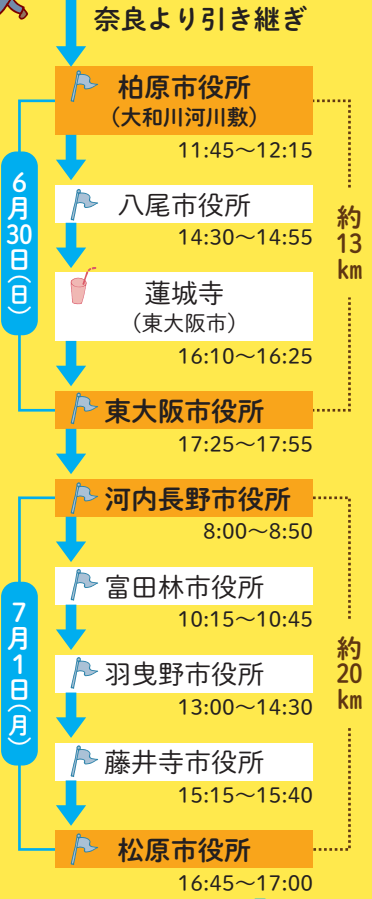 奈良より引き継ぎ
6月30日(日)
柏原市役所
(大和川河川敷)
11:45〜12:15
八尾市役所
14:30〜14:55
蓮城寺
(東大阪市)
16:10〜16:25
東大阪市役所
17:25〜17:55
約13km
7月1日(月)
河内長野市役所
8:00〜8:50
富田林市役所
10:15〜10:45
羽曳野市役所
13:00〜14:30
藤井寺市役所
15:15〜15:40
松原市役所
16:45〜17:00
約20km